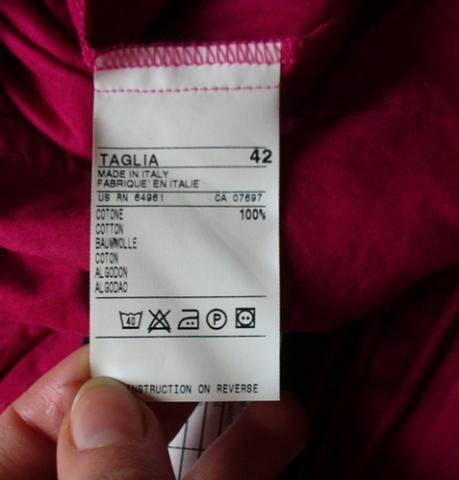 TAGLIA 42
MADE IN ITALY
FABRIQUE' EN ITALIE
US RN 64961 CA 07697
COTONE 100%
COTTON
BAUMWOLLE
COTON
ALGODON
ALGODAO
40 P
INSTRUCTION ON REVERSE